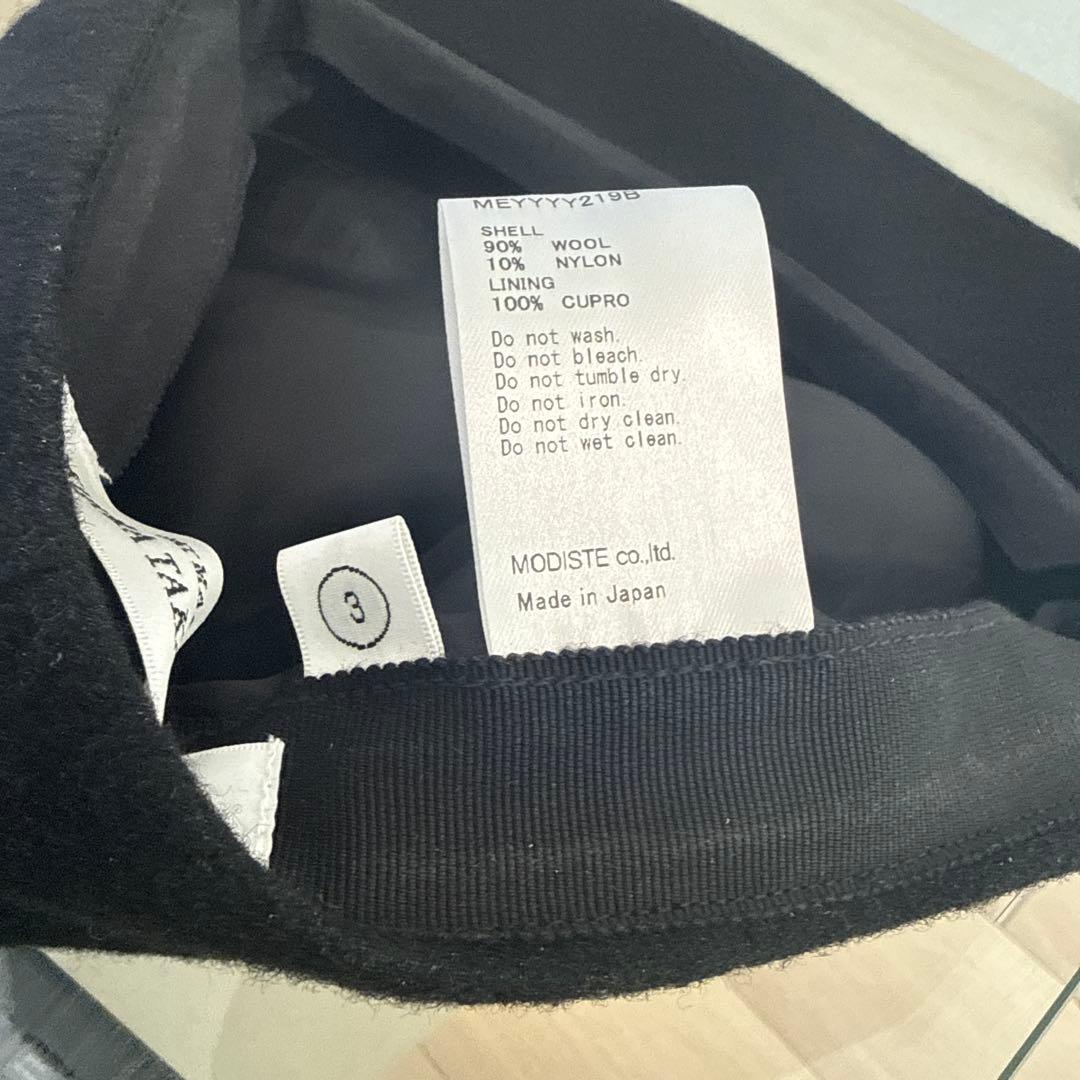 MEYYYY219B
SHELL
90% WOOL
10% NYLON
LINING
100% CUPRO
Do not wash.
Do not bleach.
Do not tumble dry.
Do not iron.
Do not dry clean.
Do not wet clean.
MODISTE co.,ltd.
Made in Japan
3